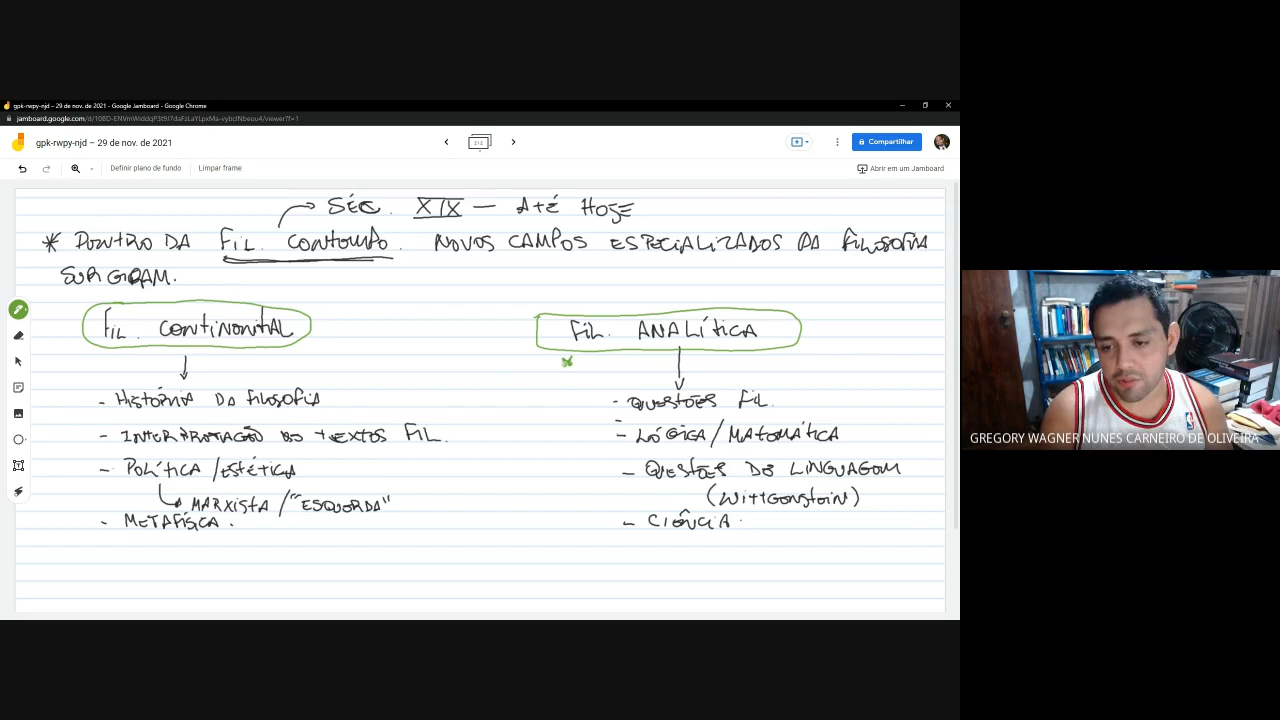 gpk-rwpy-njd – 29 de nov. de 2021 - Google Jamboard - Google Chrome
gpk-rwpy-njd – 29 de nov. de 2021
2/2
Compartilhar
Definir plano de fundo
Limpar frame
Abrir em um Jamboard
SÉC. XIX — ATÉ HOJE
* DENTRO DA FIL. CONTEMP. NOVOS CAMPOS ESPECIALIZADOS DA FILOSOFIA
SURGIRAM.
FIL. CONTINENTAL
FIL. ANALÍTICA
- HISTÓRIA DA FILOSOFIA
- INTERPRETAÇÃO DOS TEXTOS FIL.
- POLÍTICA / ESTÉTICA
MARXISTA / "ESQUERDA"
- METAFÍSICA.
- QUESTÕES FIL.
- LÓGICA / MATEMÁTICA
- QUESTÕES DE LINGUAGEM
(WITTGENSTEIN)
- CIÊNCIA
GREGORY WAGNER NUNES CARNEIRO DE OLIVEIRA